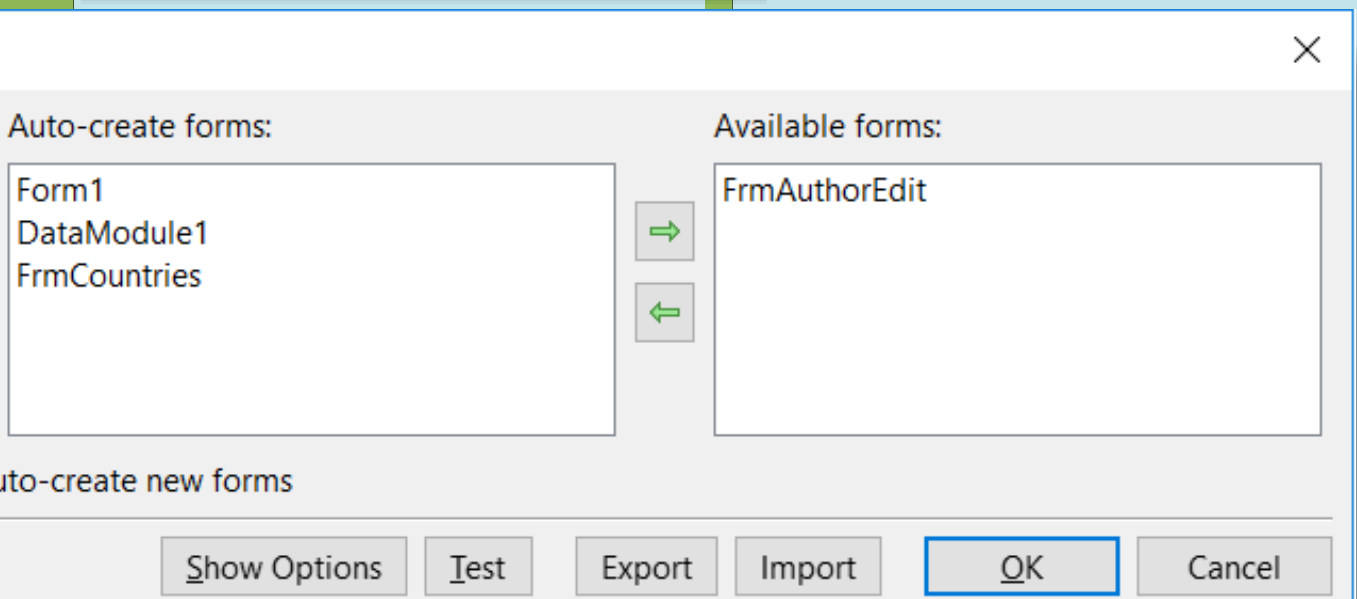 Auto-create forms:
Form1
DataModule1
FrmCountries
Available forms:
FrmAuthorEdit
uto-create new forms
Show Options Test Export Import OK Cancel